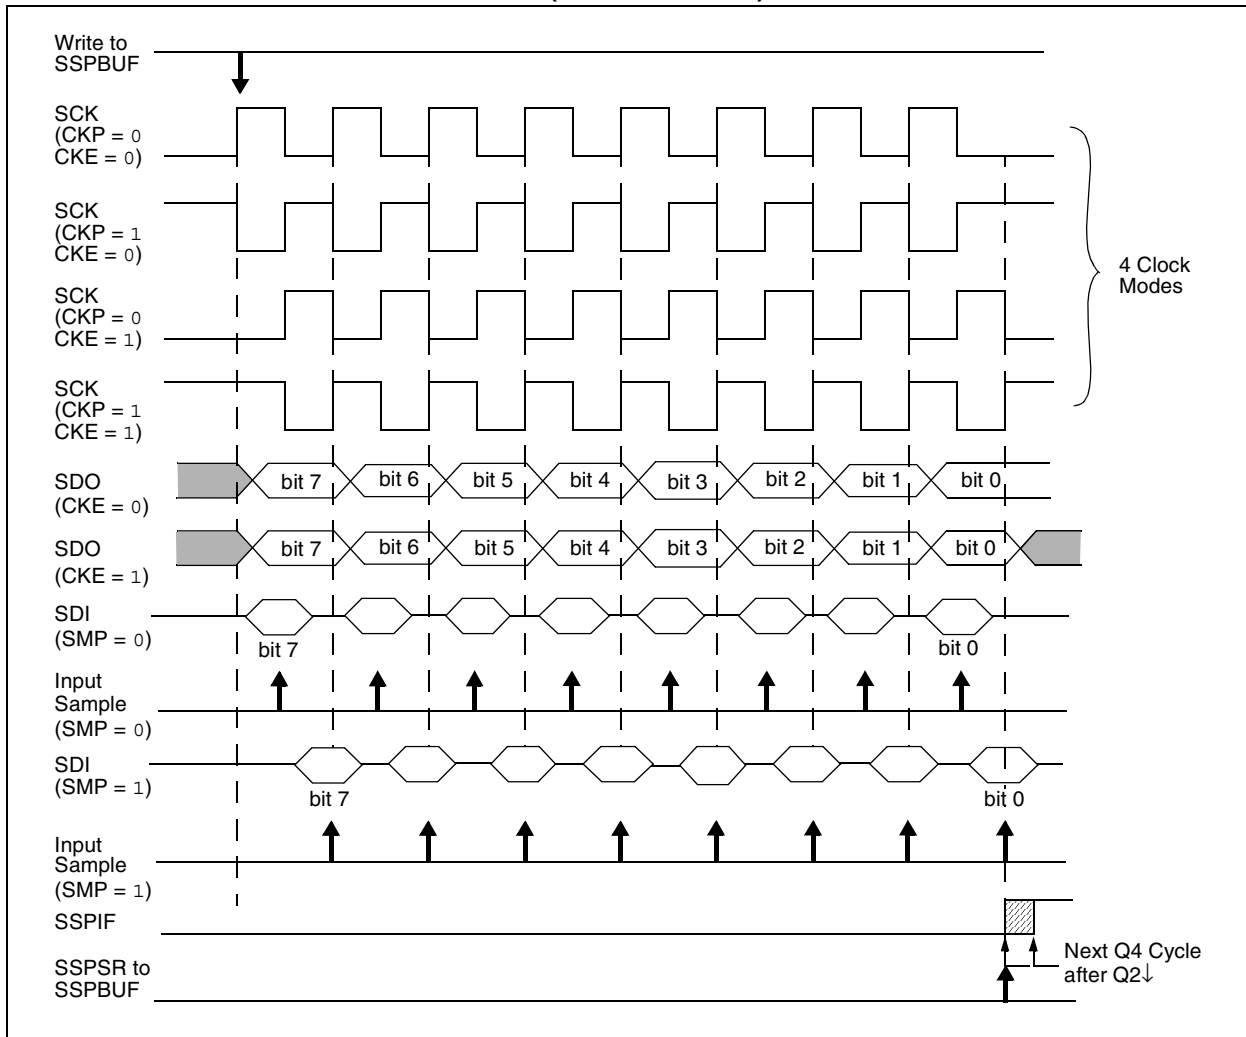 Write to
SSPBUF
SCK
(CKP = 0
CKE = 0)
SCK
(CKP = 1
CKE = 0)
SCK
(CKP = 0
CKE = 1)
SCK
(CKP = 1
CKE = 1)
4 Clock
Modes
SDO
(CKE = 0)
bit 7 bit 6 bit 5 bit 4 bit 3 bit 2 bit 1 bit 0
SDO
(CKE = 1)
bit 7 bit 6 bit 5 bit 4 bit 3 bit 2 bit 1 bit 0
SDI
(SMP = 0)
bit 7 bit 0
Input
Sample
(SMP = 0)
SDI
(SMP = 1)
bit 7 bit 0
Input
Sample
(SMP = 1)
SSPIF
Next Q4 Cycle
after Q2↓
SSPSR to
SSPBUF